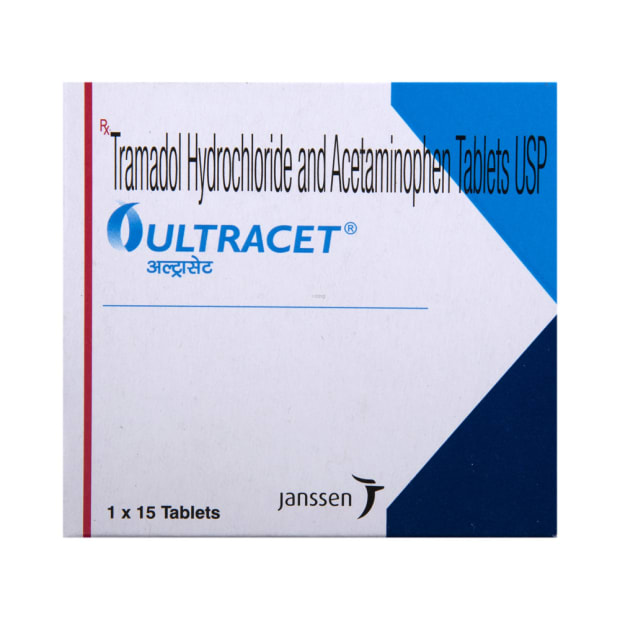 Rx
Tramadol Hydrochloride and Acetaminophen Tablets USP
ULTRACET®
अल्ट्रासेट
janssen
1 x 15 Tablets